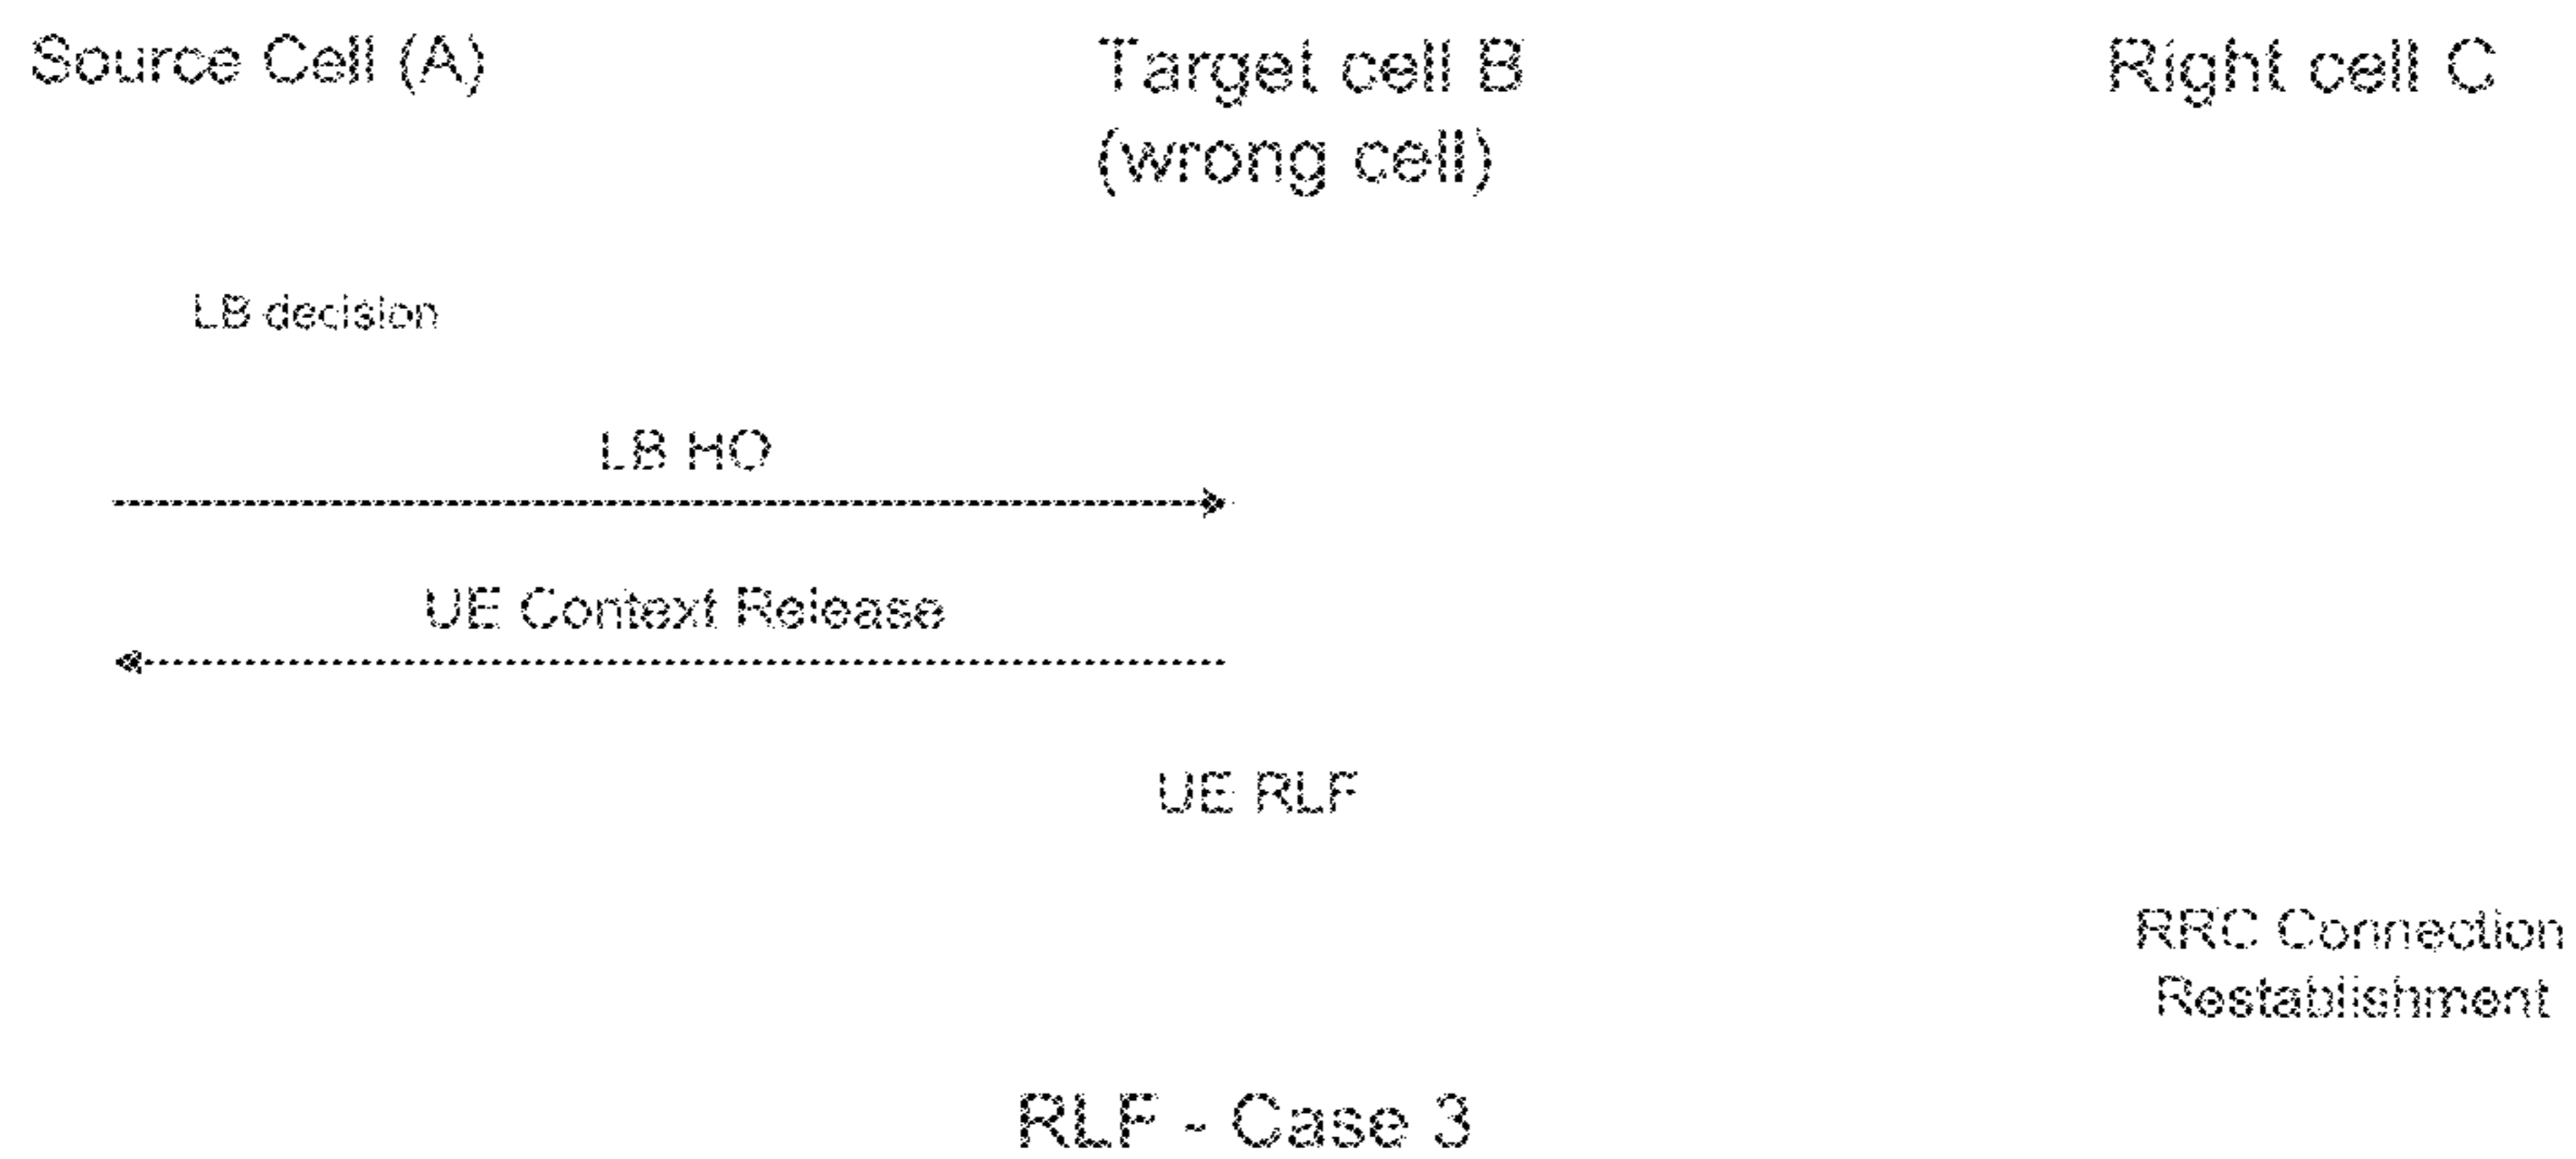 Source Cell (A)
Target cell B
(wrong cell)
Right cell C
LB decision
LB HO
UE Context Release
UE RLF
RRC Connection
Restablishment
RLF - Case 3